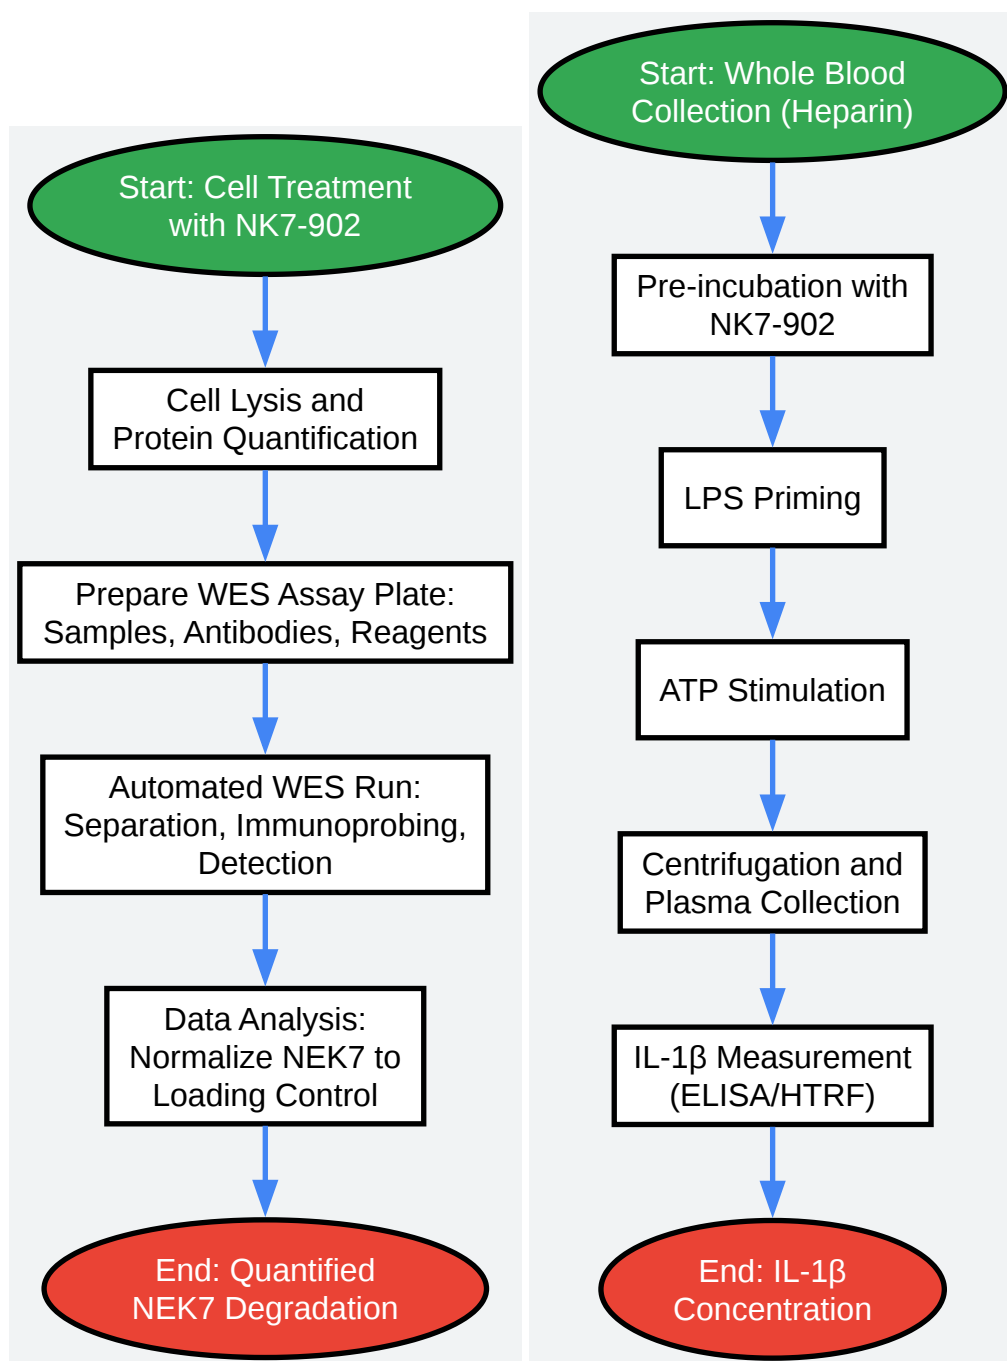 Start: Cell Treatment
with NK7-902
Cell Lysis and
Protein Quantification
Prepare WES Assay Plate:
Samples, Antibodies, Reagents
Automated WES Run:
Separation, Immunoprobing,
Detection
Data Analysis:
Normalize NEK7 to
Loading Control
End: Quantified
NEK7 Degradation
Start: Whole Blood
Collection (Heparin)
Pre-incubation with
NK7-902
LPS Priming
ATP Stimulation
Centrifugation and
Plasma Collection
IL-1β Measurement
(ELISA/HTRF)
End: IL-1β
Concentration